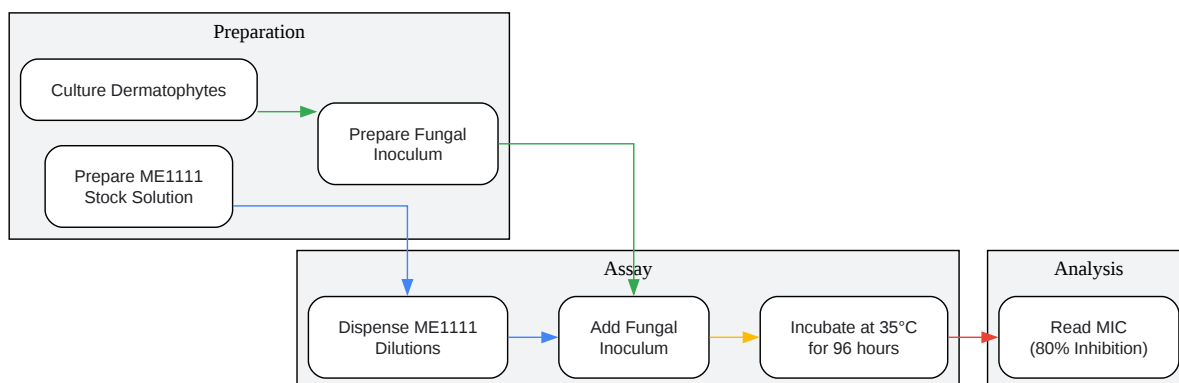 Preparation
Culture Dermatophytes
Prepare Fungal
Inoculum
Prepare ME1111
Stock Solution
Assay
Dispense ME1111
Dilutions
Add Fungal
Inoculum
Incubate at 35°C
for 96 hours
Analysis
Read MIC
(80% Inhibition)